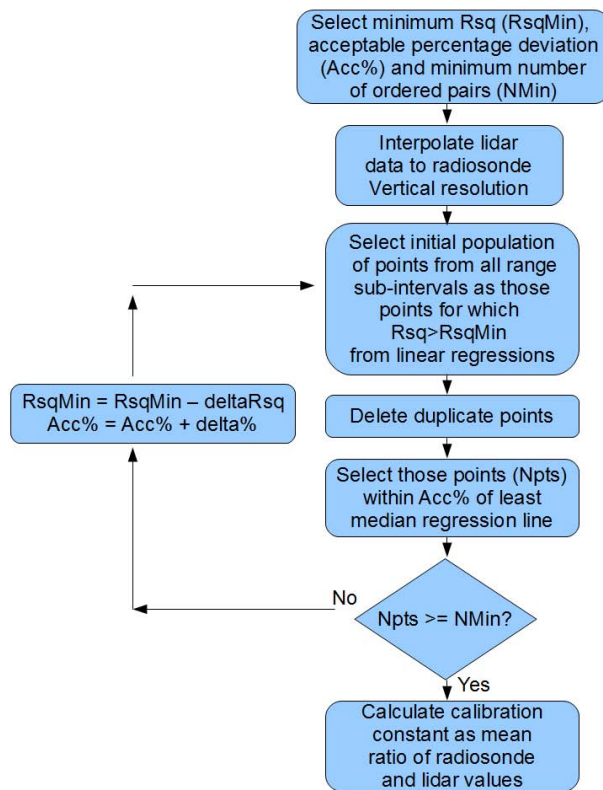 Select minimum Rsq (RsqMin),
acceptable percentage deviation
(Acc%) and minimum number
of ordered pairs (NMin)
Interpolate lidar
data to radiosonde
Vertical resolution
Select initial population
of points from all range
sub-intervals as those
points for which
Rsq>RsqMin
from linear regressions
RsqMin = RsqMin – deltaRsq
Acc% = Acc% + delta%
Delete duplicate points
Select those points (Npts)
within Acc% of least
median regression line
No
Npts >= NMin?
Yes
Calculate calibration
constant as mean
ratio of radiosonde
and lidar values